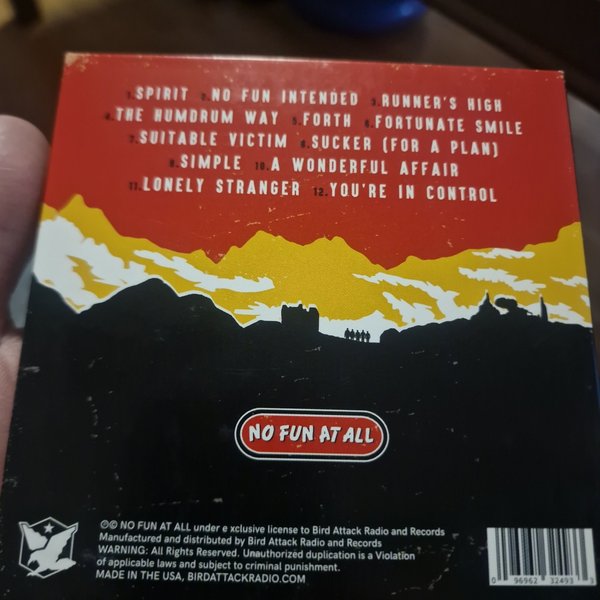 1.SPIRIT 2.NO FUN INTENDED 3.RUNNER'S HIGH
4.THE HUMDRUM WAY 5.FORTH 6.FORTUNATE SMILE
7.SUITABLE VICTIM 8.SUCKER (FOR A PLAN)
9.SIMPLE 10.A WONDERFUL AFFAIR
11.LONELY STRANGER 12.YOU'RE IN CONTROL
NO FUN AT ALL
℗© NO FUN AT ALL under e xclusive license to Bird Attack Radio and Records
Manufactured and distributed by Bird Attack Radio and Records
WARNING: All Rights Reserved. Unauthorized duplication is a Violation
of applicable laws and subject to criminal punishment.
MADE IN THE USA, BIRDATTACKRADIO.COM
0 96962 32493 3